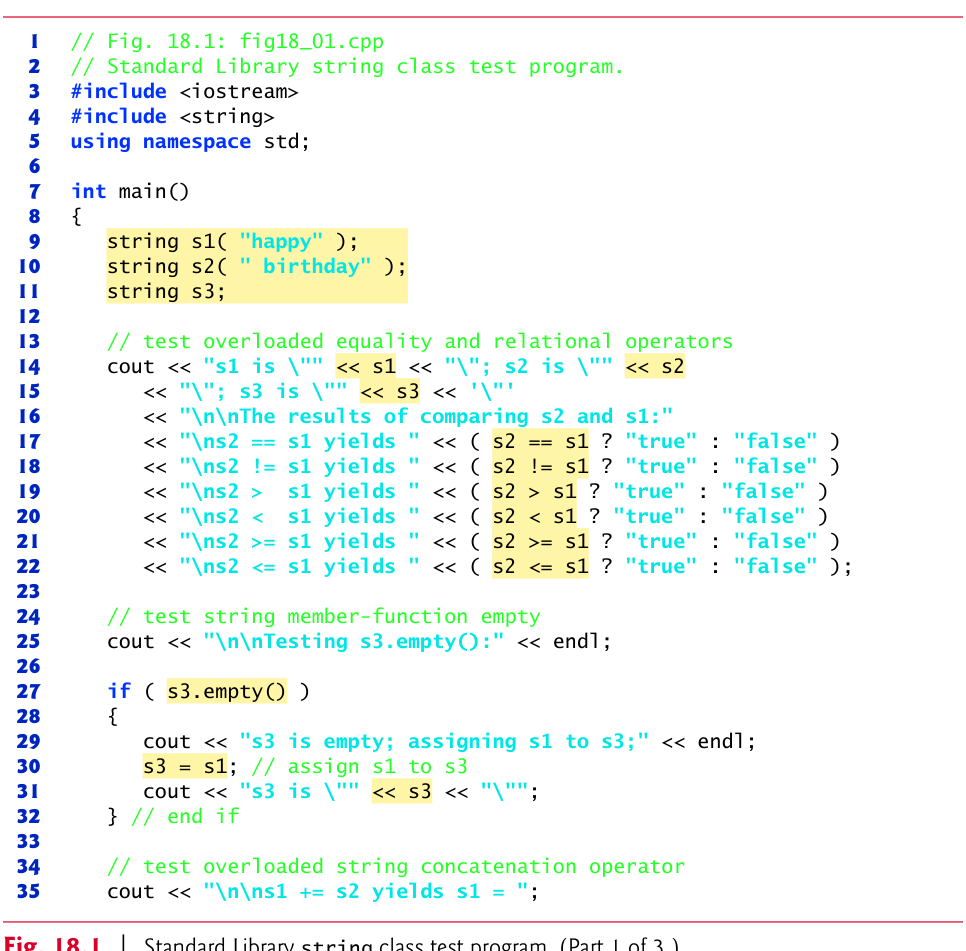 1 // Fig. 18.1: fig18_01.cpp
2 // Standard Library string class test program.
3 #include <iostream>
4 #include <string>
5 using namespace std;
6
7 int main()
8 {
9    string s1( "happy" );
10    string s2( " birthday" );
11    string s3;
12
13    // test overloaded equality and relational operators
14    cout << "s1 is \"" << s1 << "\"; s2 is \"" << s2
15       << "\"; s3 is \"" << s3 << '\"'
16       << "\n\nThe results of comparing s2 and s1:"
17       << "\ns2 == s1 yields " << ( s2 == s1 ? "true" : "false" )
18       << "\ns2 != s1 yields " << ( s2 != s1 ? "true" : "false" )
19       << "\ns2 >  s1 yields " << ( s2 > s1 ? "true" : "false" )
20       << "\ns2 <  s1 yields " << ( s2 < s1 ? "true" : "false" )
21       << "\ns2 >= s1 yields " << ( s2 >= s1 ? "true" : "false" )
22       << "\ns2 <= s1 yields " << ( s2 <= s1 ? "true" : "false" );
23
24    // test string member-function empty
25    cout << "\n\nTesting s3.empty():" << endl;
26
27    if ( s3.empty() )
28    {
29       cout << "s3 is empty; assigning s1 to s3;" << endl;
30       s3 = s1; // assign s1 to s3
31       cout << "s3 is \"" << s3 << "\"";
32    } // end if
33
34    // test overloaded string concatenation operator
35    cout << "\n\ns1 += s2 yields s1 = ";
Fig. 18.1 | Standard Library string class test program. (Part 1 of 3.)